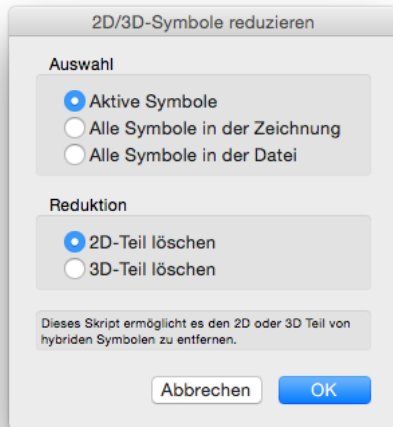 2D/3D-Symbole reduzieren
Auswahl
Aktive Symbole
Alle Symbole in der Zeichnung
Alle Symbole in der Datei
Reduktion
2D-Teil löschen
3D-Teil löschen
Dieses Skript ermöglicht es den 2D oder 3D Teil von
hybriden Symbolen zu entfernen.
Abbrechen
OK